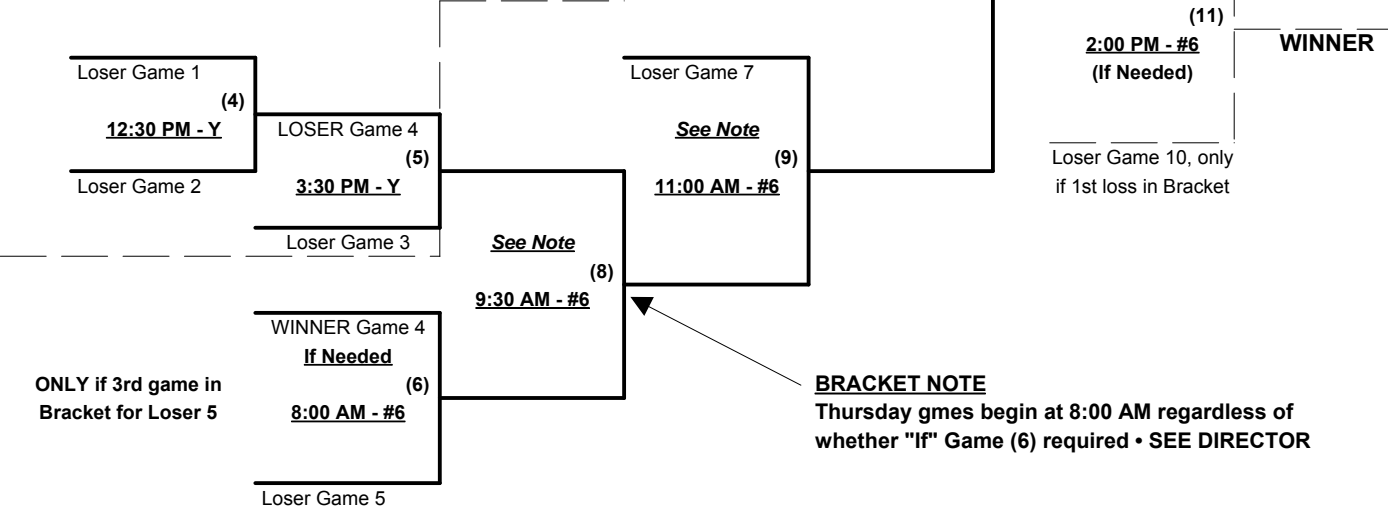 (11)
2:00 PM - #6
WINNER
(If Needed)
Loser Game 1
Loser Game 7
(4)
12:30 PM - Y
LOSER Game 4
See Note
(5)
(9)
Loser Game 10, only
if 1st loss in Bracket
Loser Game 2
3:30 PM - Y
11:00 AM - #6
Loser Game 3
See Note
(8)
9:30 AM - #6
WINNER Game 4
If Needed
ONLY if 3rd game in
Bracket for Loser 5
(6)
8:00 AM - #6
BRACKET NOTE
Thursday gmes begin at 8:00 AM regardless of
whether "If" Game (6) required • SEE DIRECTOR
Loser Game 5